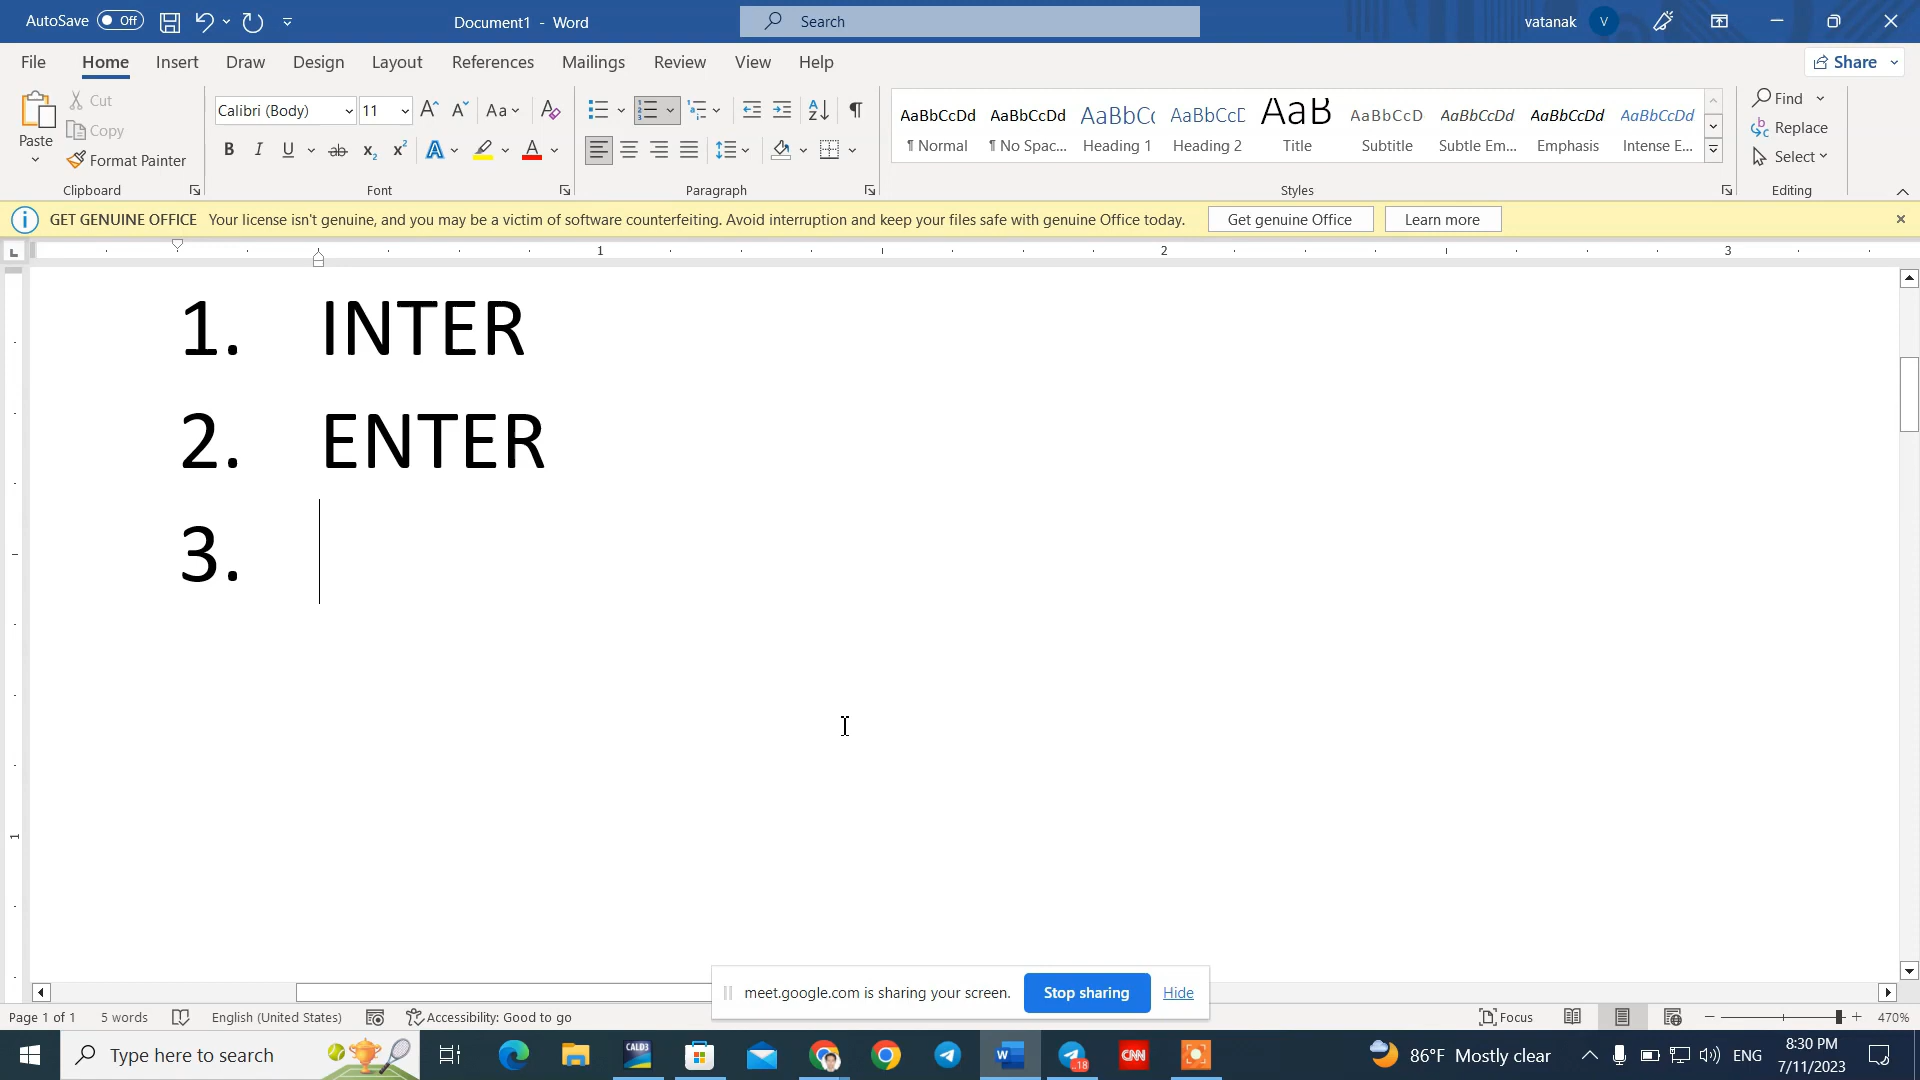 AutoSave Off Document1 - Word Search vatanak V
File Home Insert Draw Design Layout References Mailings Review View Help Share
Paste Cut Copy Format Painter Clipboard
Calibri (Body) 11 Font
Paragraph
AaBbCcDd AaBbCcDd AaBbCc AaBbCcD AaB AaBbCcD AaBbCcDd AaBbCcDd AaBbCcDd
¶ Normal ¶ No Spac... Heading 1 Heading 2 Title Subtitle Subtle Em... Emphasis Intense E...
Styles
Find Replace Select Editing
GET GENUINE OFFICE Your license isn't genuine, and you may be a victim of software counterfeiting. Avoid interruption and keep your files safe with genuine Office today. Get genuine Office Learn more
1 2 3
1. INTER
2. ENTER
3.
1
meet.google.com is sharing your screen. Stop sharing Hide
Page 1 of 1 5 words English (United States) Accessibility: Good to go Focus 470%
Type here to search CALD3 18 CNN 86°F Mostly clear ENG 8:30 PM
7/11/2023